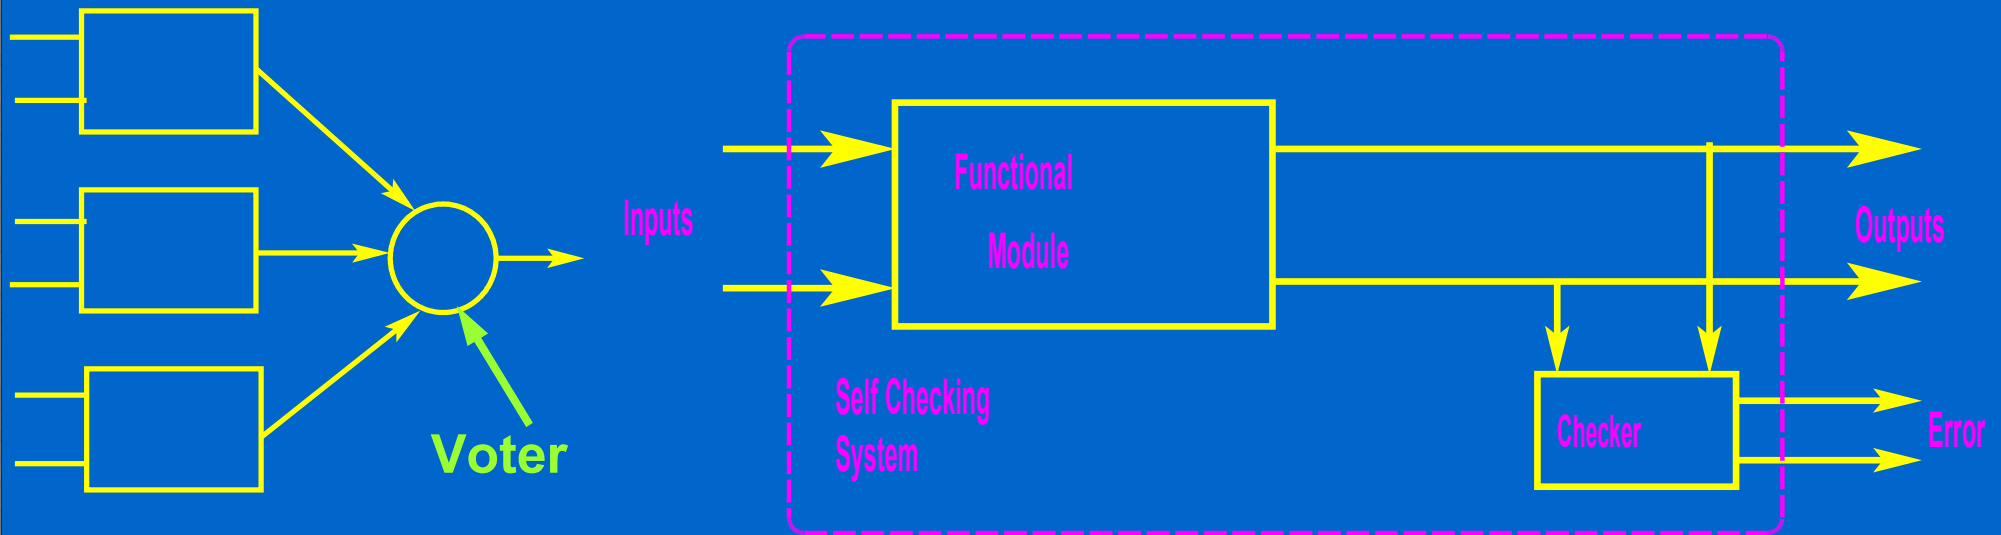 Voter
Inputs
Functional
Module
Self Checking
System
Checker
Outputs
Error